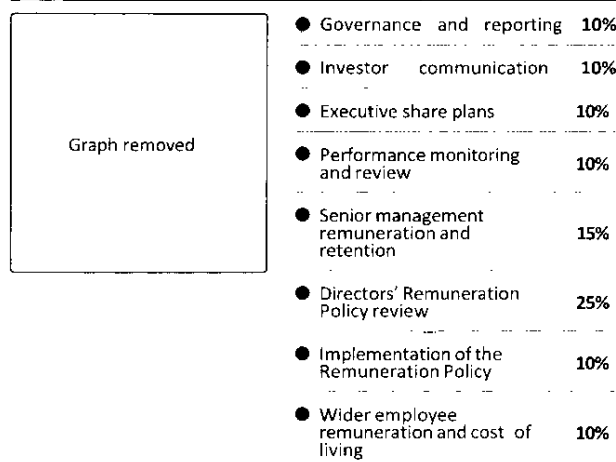 Graph removed
Governance and reporting 10%
Investor communication 10%
Executive share plans 10%
Performance monitoring
and review 10%
Senior management
remuneration and
retention 15%
Directors' Remuneration
Policy review 25%
Implementation of the
Remuneration Policy 10%
Wider employee
remuneration and cost of
living 10%